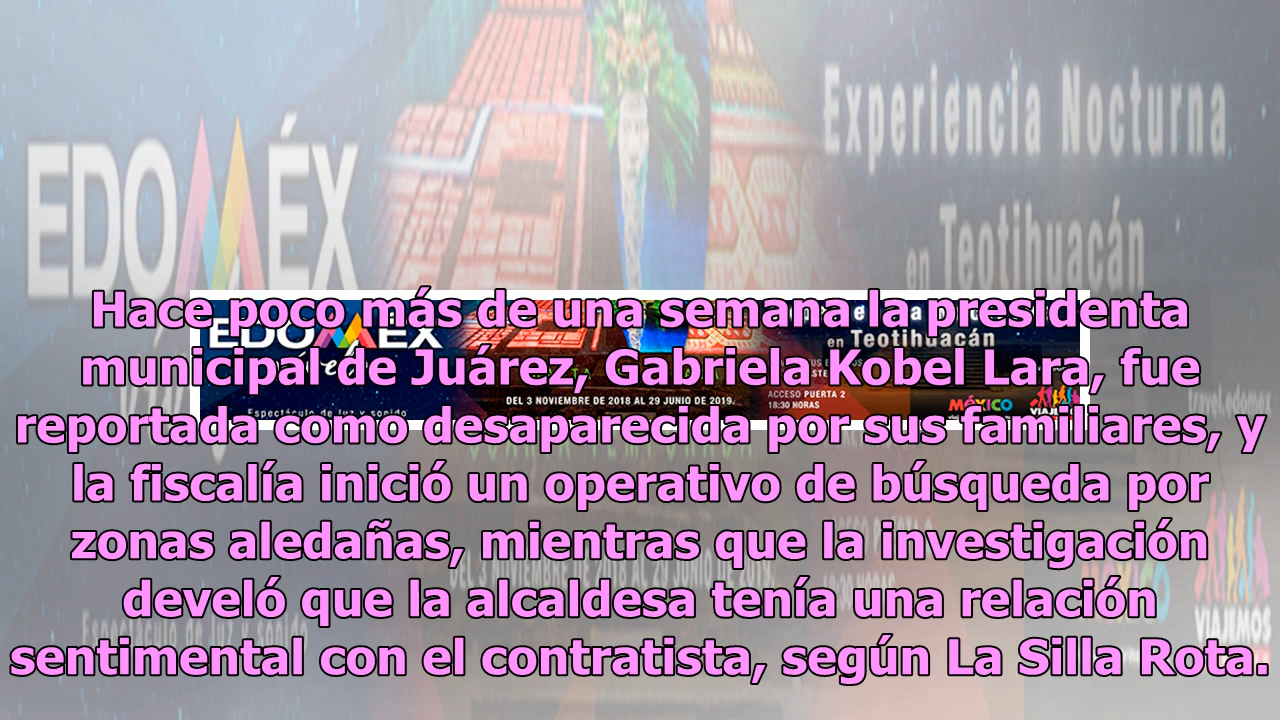 EDOMÉX
Experiencia Nocturna
en Teotihuacán
Hace poco más de una semana la presidenta
municipal de Juárez, Gabriela Kobel Lara, fue
reportada como desaparecida por sus familiares, y
la fiscalía inició un operativo de búsqueda por
zonas aledañas, mientras que la investigación
develó que la alcaldesa tenía una relación
sentimental con el contratista, según La Silla Rota.
EDOMÉX
en Teotihuacán
DEL 3 NOVIEMBRE DE 2018 AL 29 JUNIO DE 2019.
ACCESO PUERTA 2
18:30 HORAS
MÉXICO
Espectáculo de luz y sonido
VIAJEMOS